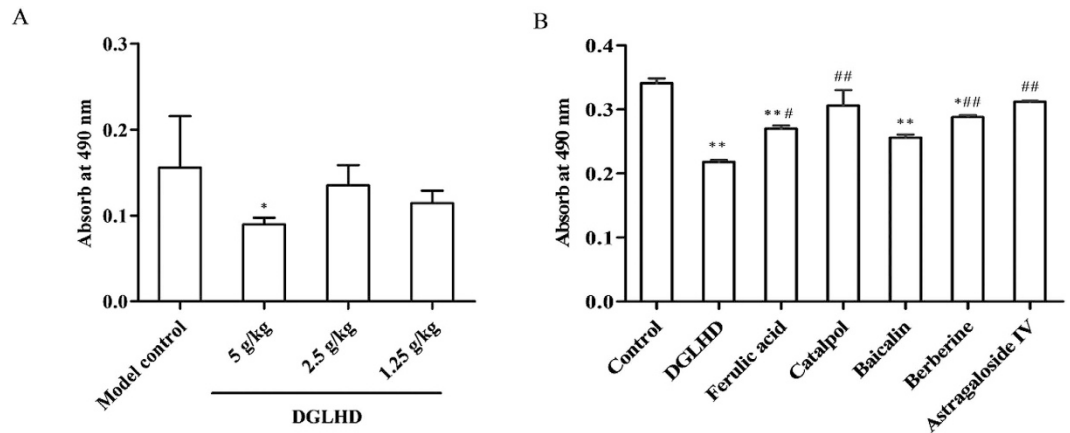 A
Absorb at 490 nm
0.3
0.2
0.1
0.0
*
Model control
5 g/kg
2.5 g/kg
1.25 g/kg
DGLHD
B
Absorb at 490 nm
0.4
0.3
0.2
0.1
0.0
**
**#
##
**
*##
##
Control
DGLHD
Ferulic acid
Catalpol
Baicalin
Berberine
Astragaloside IV